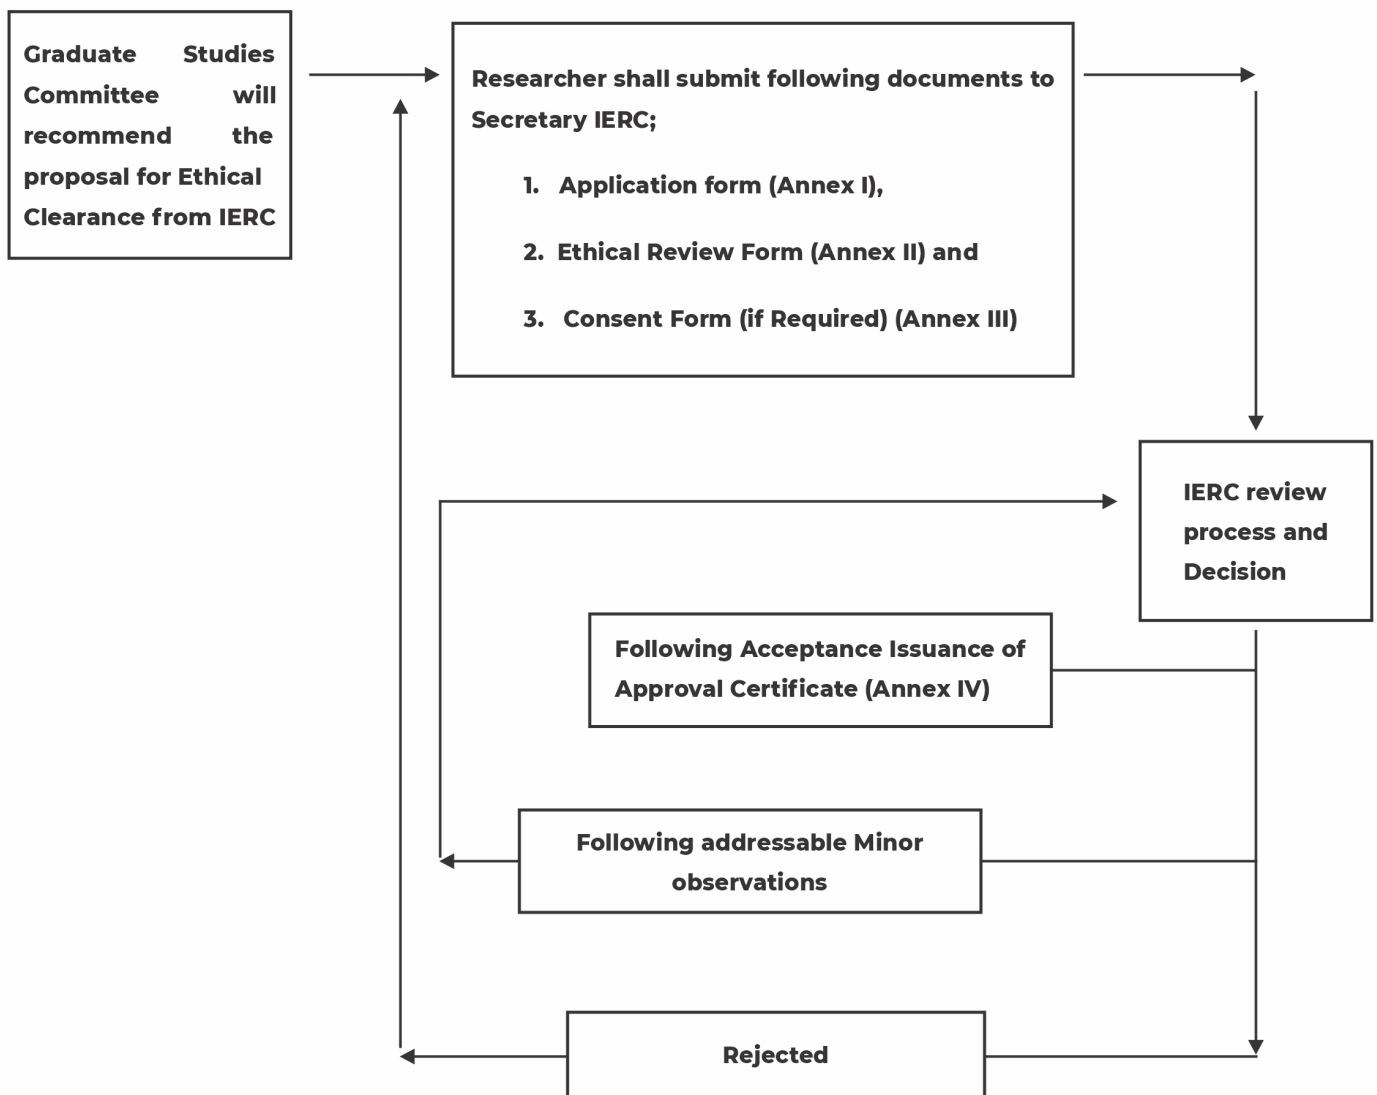 Graduate Studies
Committee will
recommend the
proposal for Ethical
Clearance from IERC
Researcher shall submit following documents to
Secretary IERC;
1. Application form (Annex I),
2. Ethical Review Form (Annex II) and
3. Consent Form (if Required) (Annex III)
IERC review
process and
Decision
Following Acceptance Issuance of
Approval Certificate (Annex IV)
Following addressable Minor
observations
Rejected